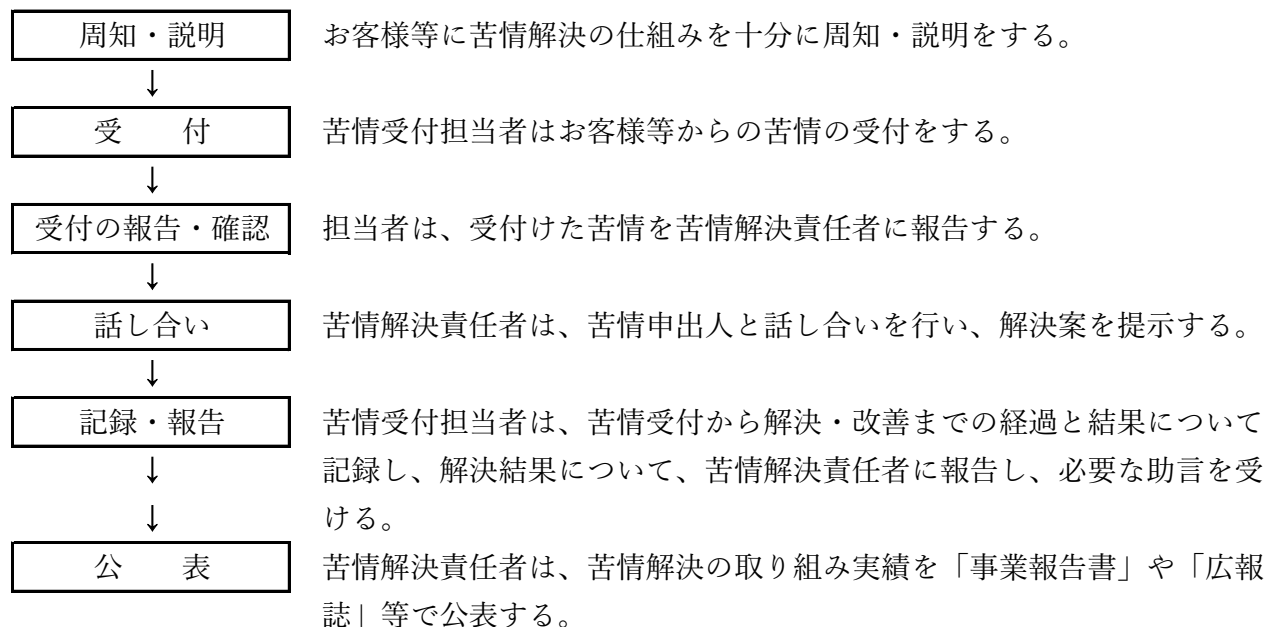 周知・説明 お客様等に苦情解決の仕組みを十分に周知・説明をする。
↓
受　　付 苦情受付担当者はお客様等からの苦情の受付をする。
↓
受付の報告・確認 担当者は、受付けた苦情を苦情解決責任者に報告する。
↓
話し合い 苦情解決責任者は、苦情申出人と話し合いを行い、解決案を提示する。
↓
記録・報告 苦情受付担当者は、苦情受付から解決・改善までの経過と結果について
↓ 記録し、解決結果について、苦情解決責任者に報告し、必要な助言を受
↓ ける。
公　　表 苦情解決責任者は、苦情解決の取り組み実績を「事業報告書」や「広報
誌」等で公表する。